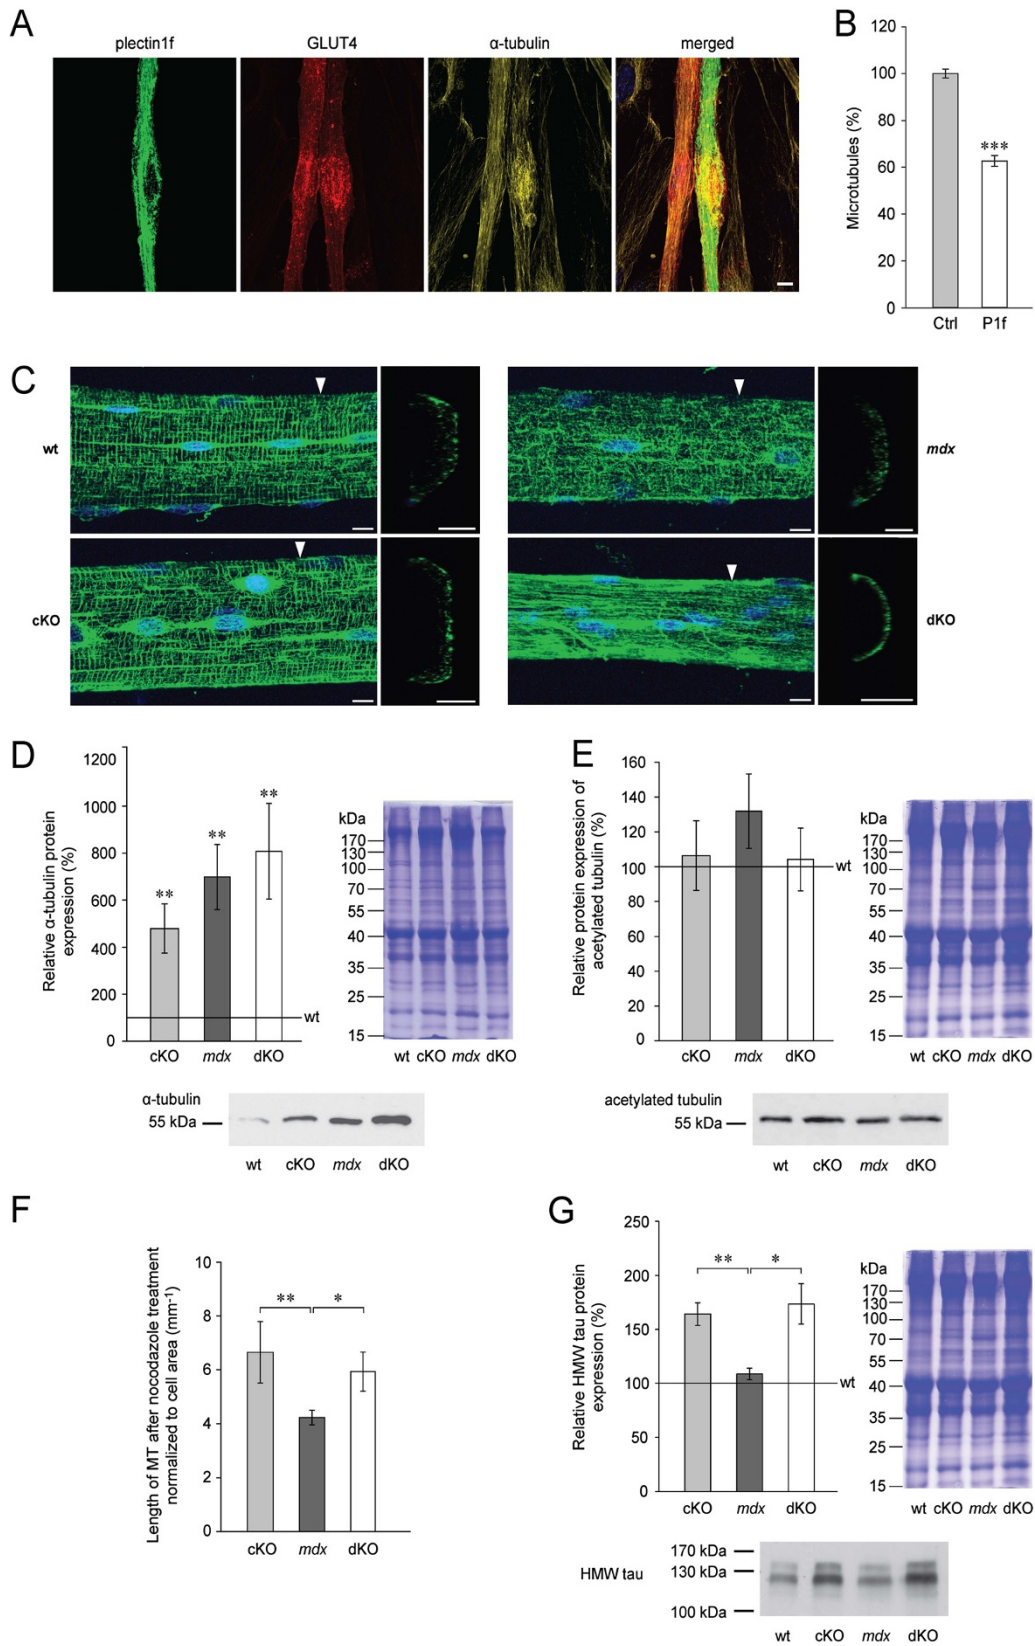 A
plectin1f GLUT4 α-tubulin merged
B
Microtubules (%)
120
100
80
60
40
20
0
***
Ctrl P1f
C
wt
mdx
cKO
dKO
D
Relative α-tubulin protein
expression (%)
1200
1000
800
600
400
200
0
**
**
**
wt
cKO mdx dKO
kDa
170
130
100
70
55
40
35
25
15
wt cKO mdx dKO
α-tubulin
55 kDa
wt cKO mdx dKO
E
Relative protein expression of
acetylated tubulin (%)
160
140
120
100
80
60
40
20
0
wt
cKO mdx dKO
kDa
170
130
100
70
55
40
35
25
15
wt cKO mdx dKO
acetylated tubulin
55 kDa
wt cKO mdx dKO
F
Length of MT after nocodazole treatment
normalized to cell area (mm⁻¹)
10
8
6
4
2
0
** *
cKO mdx dKO
G
Relative HMW tau protein
expression (%)
250
200
150
100
50
0
** *
wt
cKO mdx dKO
kDa
170
130
100
70
55
40
35
25
15
wt cKO mdx dKO
HMW tau
170 kDa
130 kDa
100 kDa
wt cKO mdx dKO